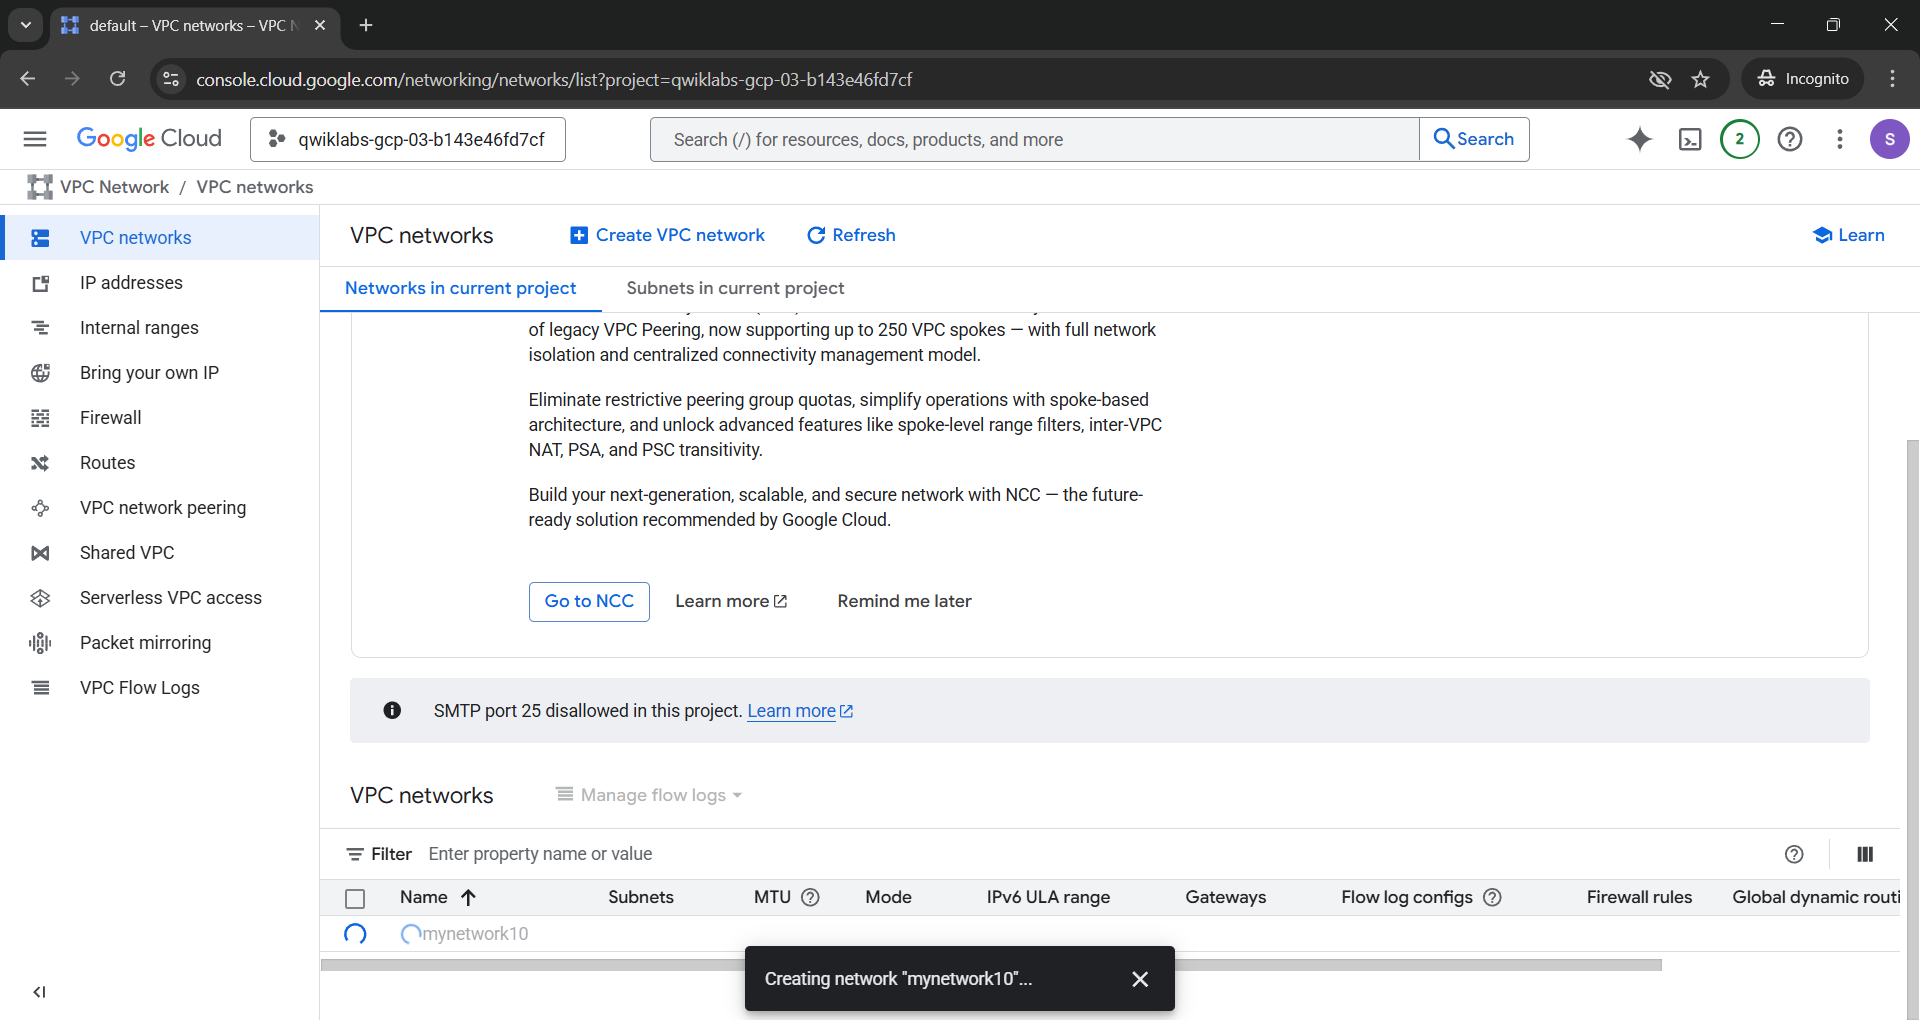 default – VPC networks – VPC N
console.cloud.google.com/networking/networks/list?project=qwiklabs-gcp-03-b143e46fd7cf
Incognito
Google Cloud
qwiklabs-gcp-03-b143e46fd7cf
Search (/) for resources, docs, products, and more
Search
2
S
VPC Network / VPC networks
VPC networks
IP addresses
Internal ranges
Bring your own IP
Firewall
Routes
VPC network peering
Shared VPC
Serverless VPC access
Packet mirroring
VPC Flow Logs
VPC networks
Create VPC network
Refresh
Learn
Networks in current project
Subnets in current project
of legacy VPC Peering, now supporting up to 250 VPC spokes — with full network
isolation and centralized connectivity management model.
Eliminate restrictive peering group quotas, simplify operations with spoke-based
architecture, and unlock advanced features like spoke-level range filters, inter-VPC
NAT, PSA, and PSC transitivity.
Build your next-generation, scalable, and secure network with NCC — the future-
ready solution recommended by Google Cloud.
Go to NCC
Learn more
Remind me later
SMTP port 25 disallowed in this project. Learn more
VPC networks
Manage flow logs
Filter Enter property name or value
Name Subnets MTU Mode IPv6 ULA range Gateways Flow log configs Firewall rules Global dynamic routi
mynetwork10
Creating network "mynetwork10"...